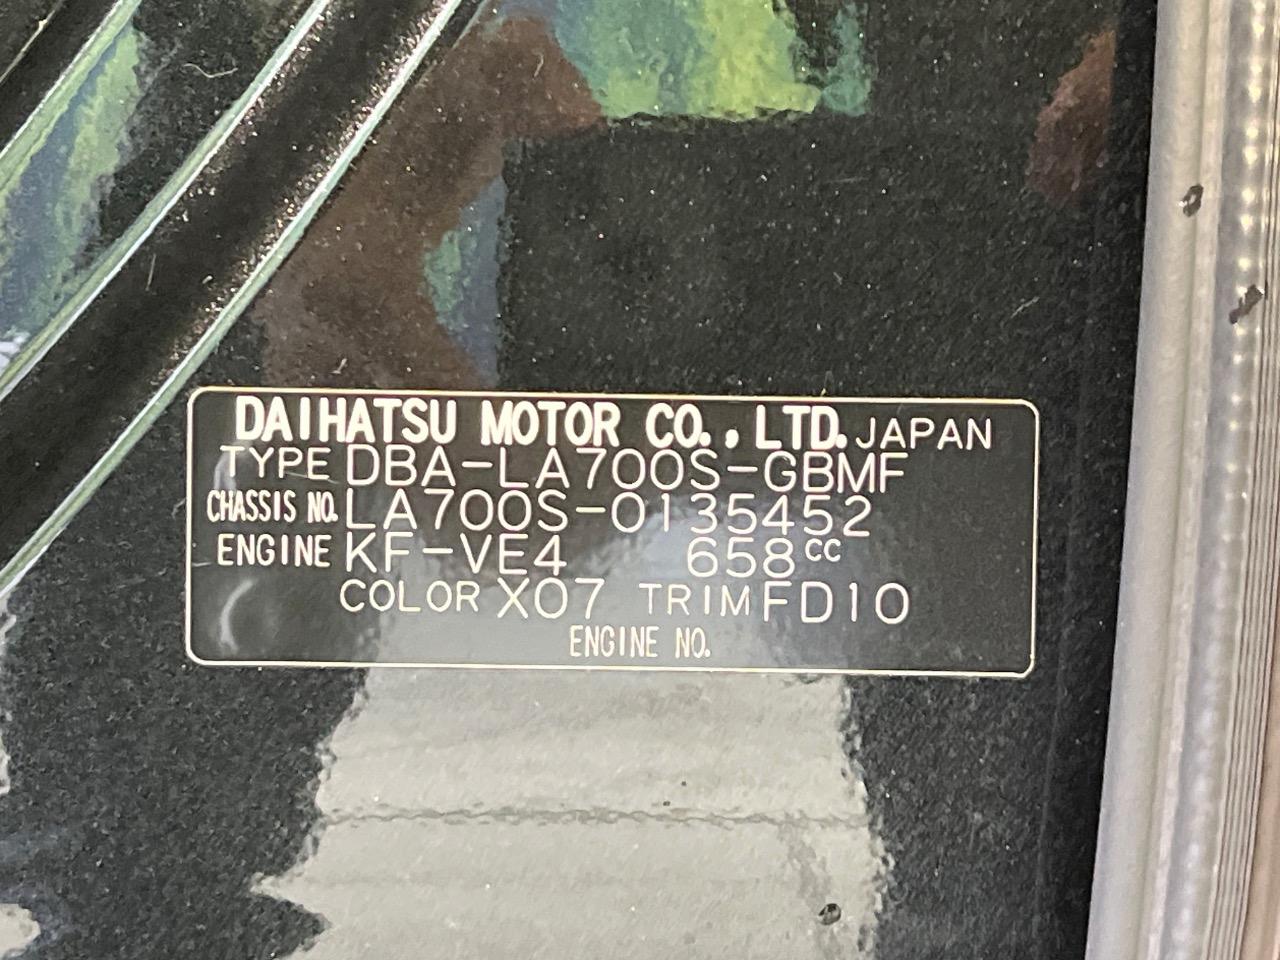 DAIHATSU MOTOR CO., LTD. JAPAN
TYPE DBA-LA700S-GBMF
CHASSIS NO. LA700S-0135452
ENGINE KF-VE4 658cc
COLOR X07 TRIM FD10
ENGINE NO.